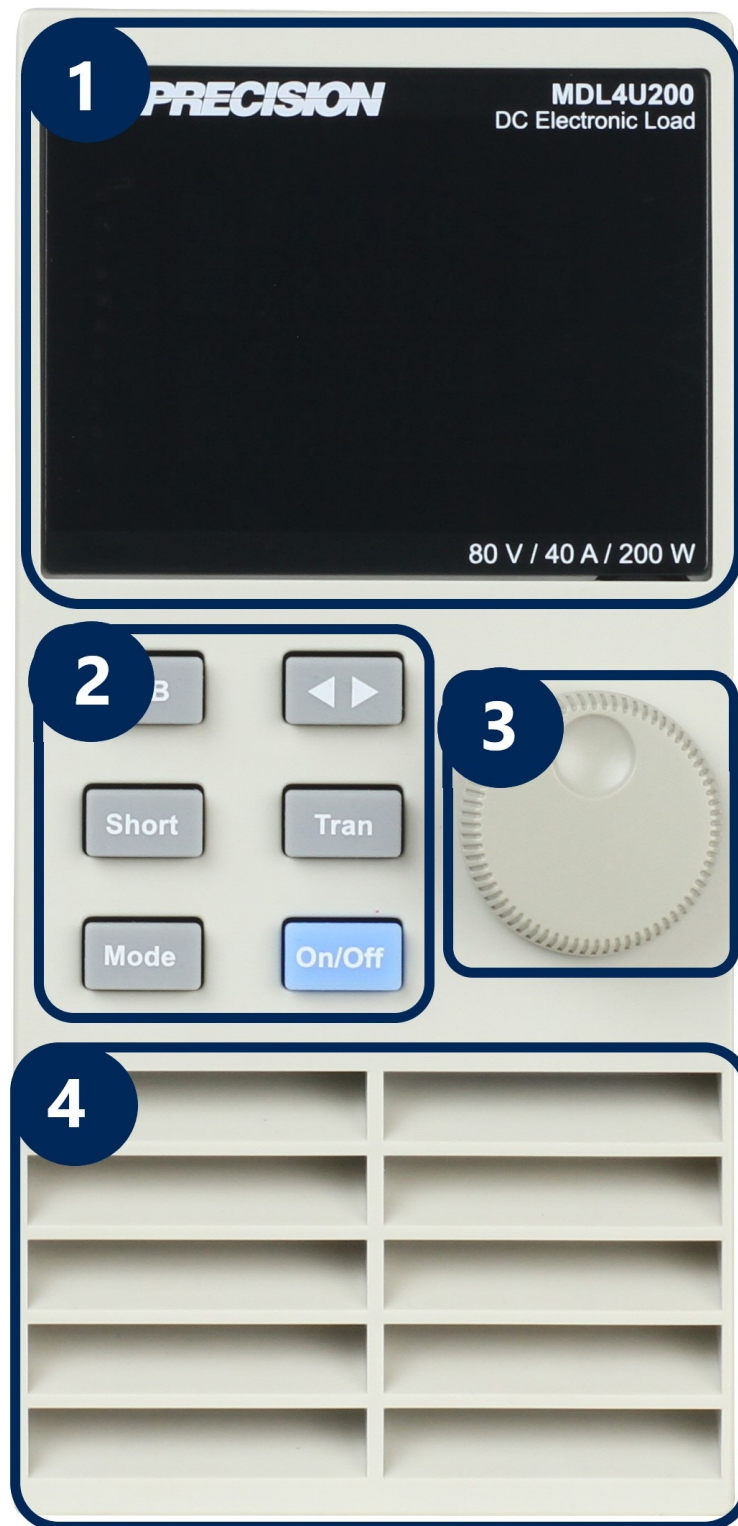 1
PRECISION
MDL4U200
DC Electronic Load
80 V / 40 A / 200 W
2
3
Short
Tran
Mode
On/Off
4